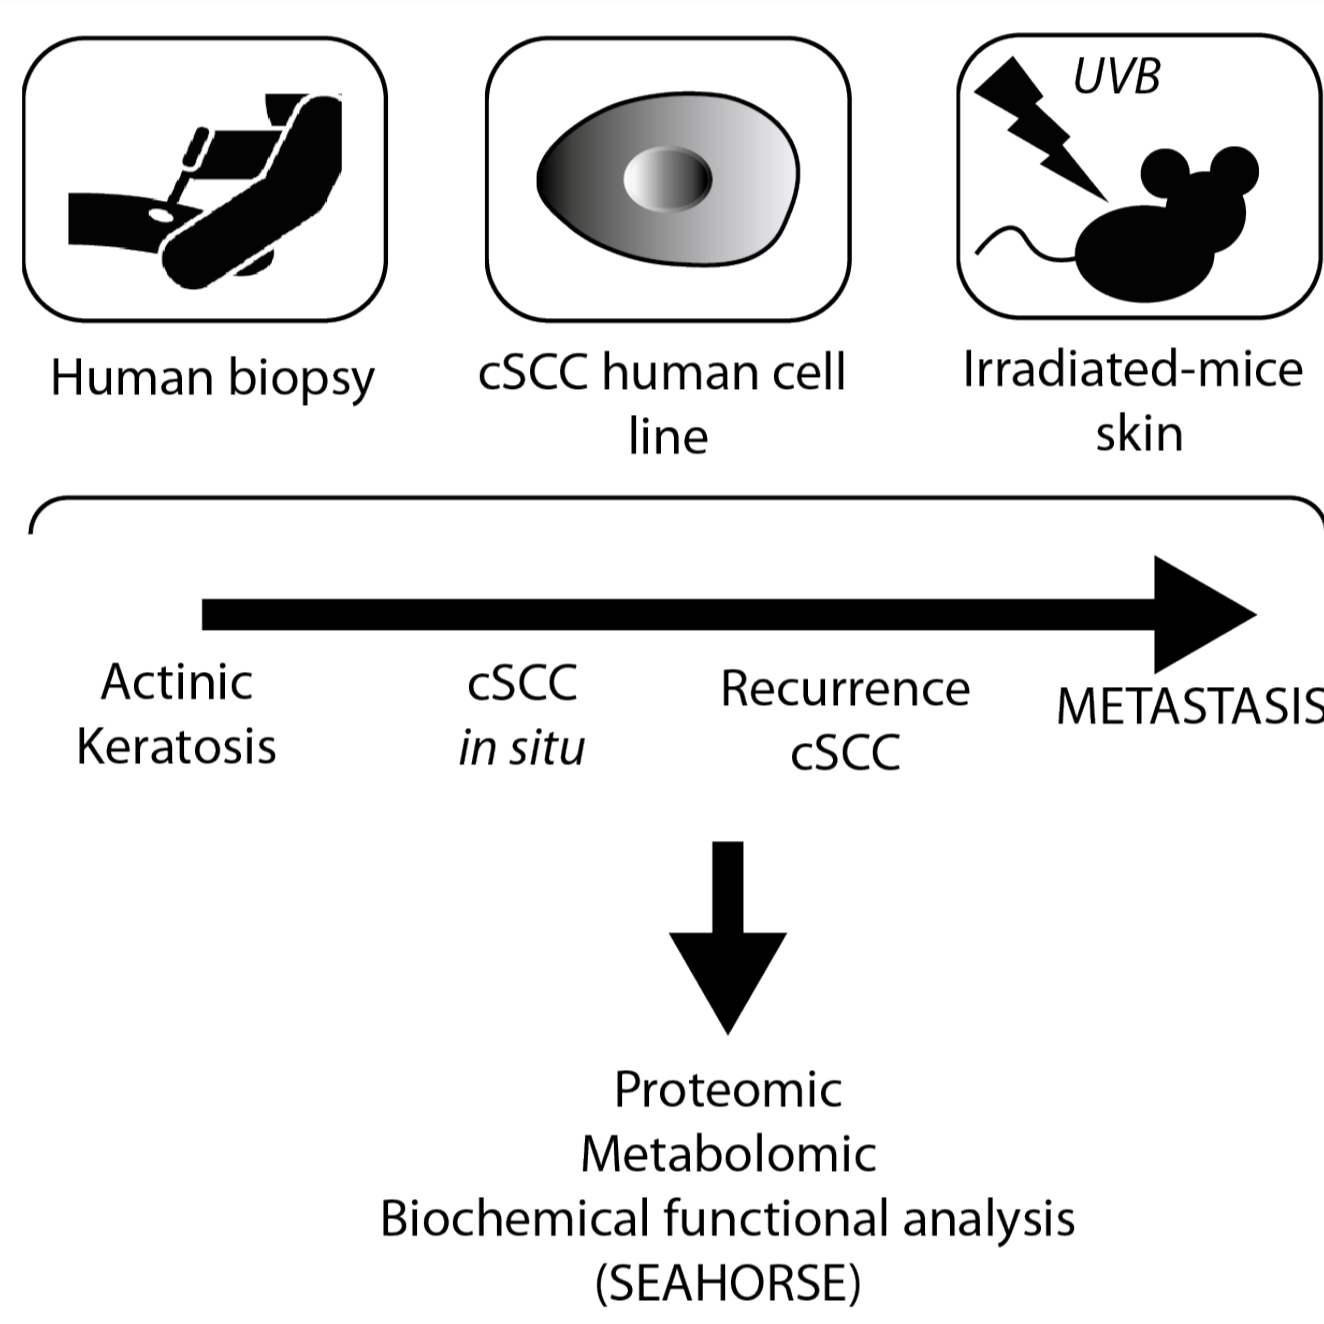 UVB
Human biopsy
cSCC human cell
line
Irradiated-mice
skin
Actinic
Keratosis
cSCC
in situ
Recurrence
cSCC
METASTASIS
Proteomic
Metabolomic
Biochemical functional analysis
(SEAHORSE)